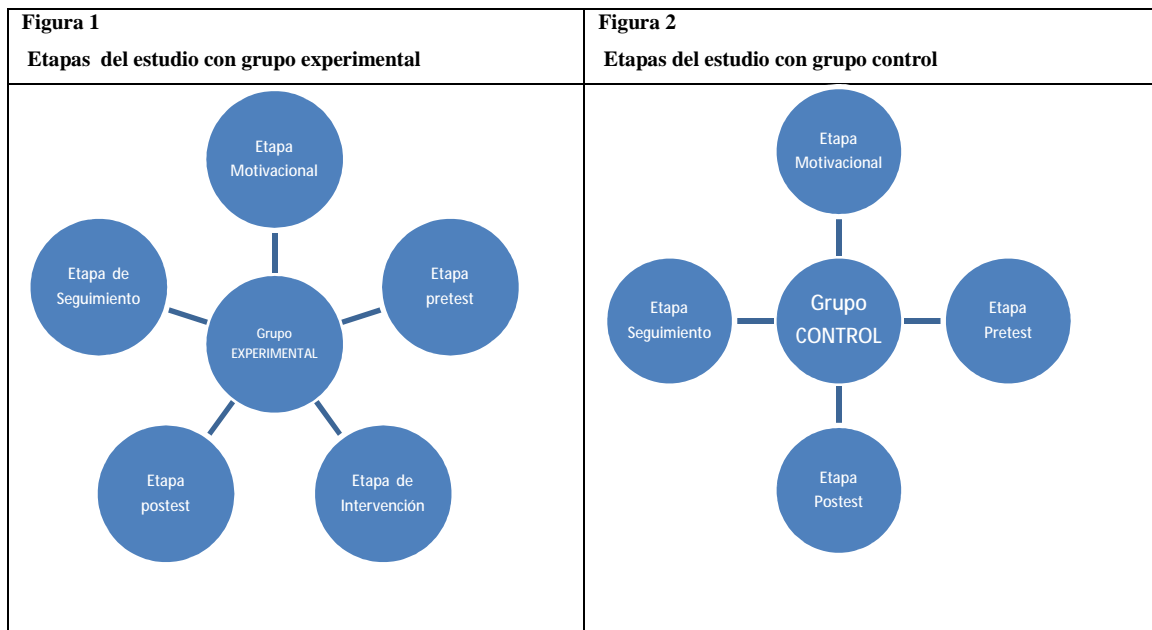 Figura 1
Etapas del estudio con grupo experimental
Etapa
Motivacional
Etapa
pretest
Etapa de
Intervención
Etapa
postest
Etapa de
Seguimiento
Grupo
EXPERIMENTAL
Figura 2
Etapas del estudio con grupo control
Etapa
Motivacional
Etapa
Pretest
Etapa
Postest
Etapa
Seguimiento
Grupo
CONTROL